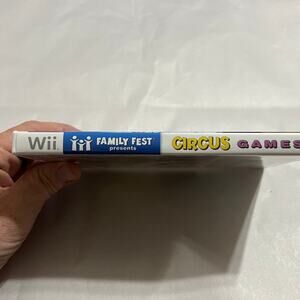 Wii
FAMILY FEST
presents
CIRCUS GAMES